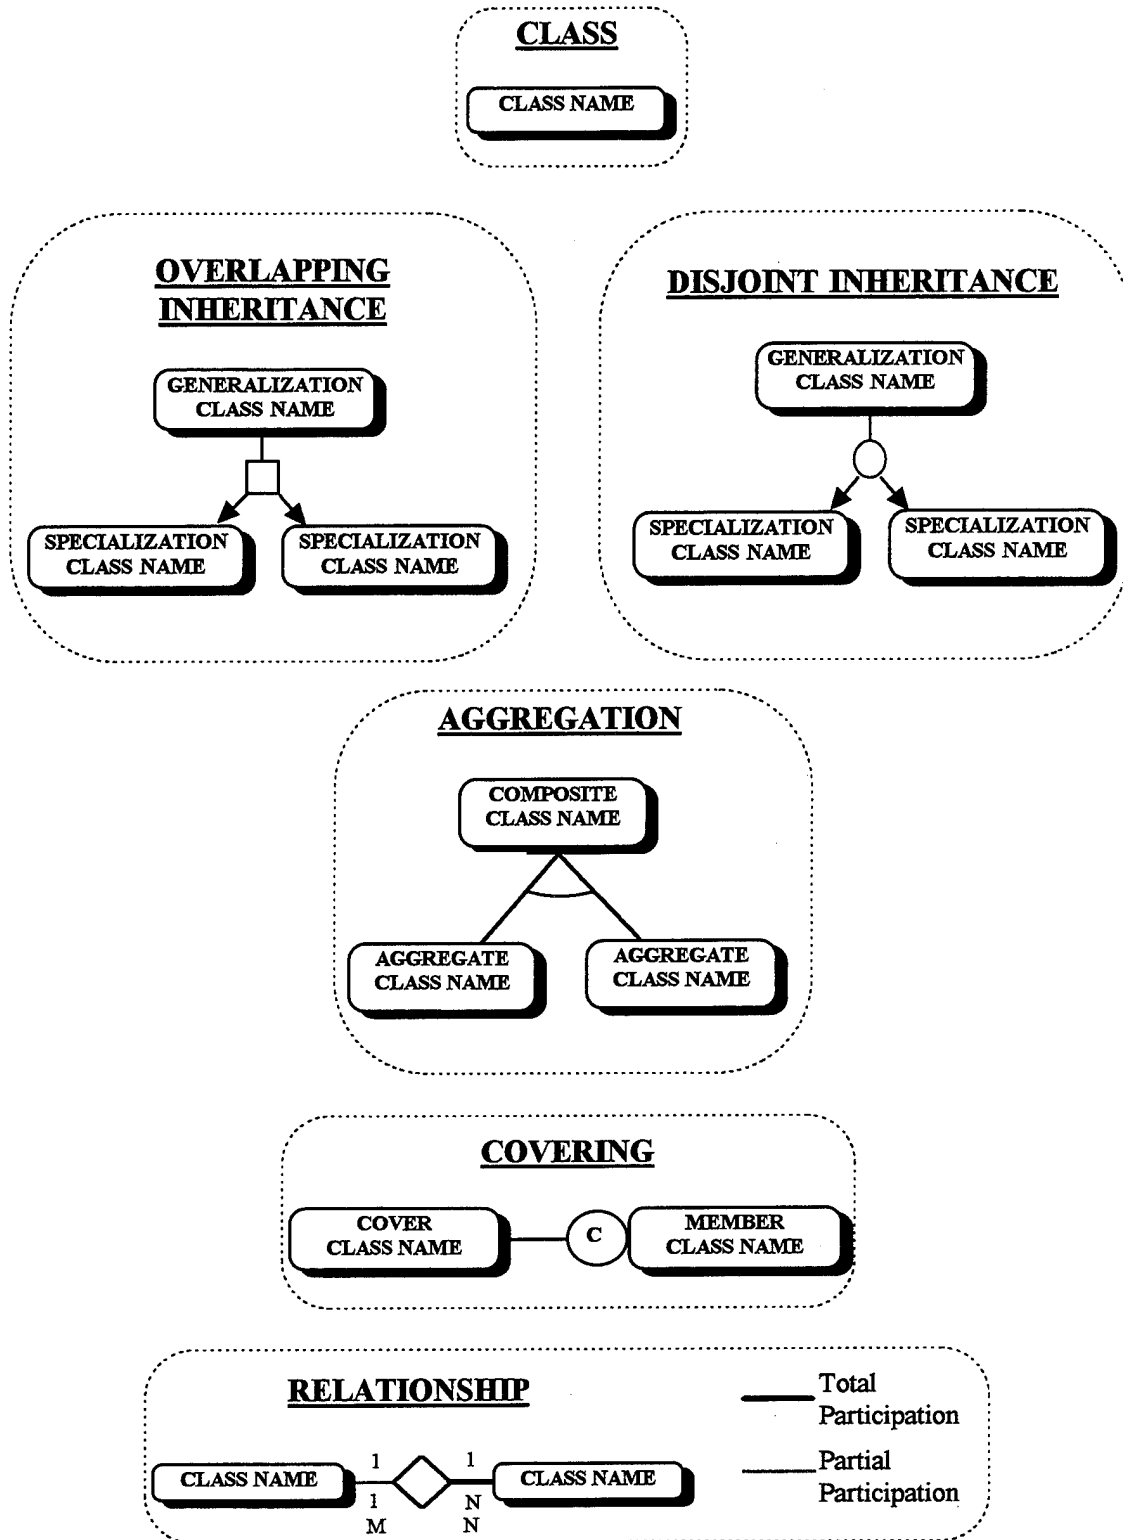 CLASS
CLASS NAME
OVERLAPPING
INHERITANCE
GENERALIZATION
CLASS NAME
SPECIALIZATION
CLASS NAME
SPECIALIZATION
CLASS NAME
DISJOINT INHERITANCE
GENERALIZATION
CLASS NAME
SPECIALIZATION
CLASS NAME
SPECIALIZATION
CLASS NAME
AGGREGATION
COMPOSITE
CLASS NAME
AGGREGATE
CLASS NAME
AGGREGATE
CLASS NAME
COVERING
COVER
CLASS NAME
C
MEMBER
CLASS NAME
RELATIONSHIP
CLASS NAME
1 1
1 N
M N
CLASS NAME
Total
Participation
Partial
Participation